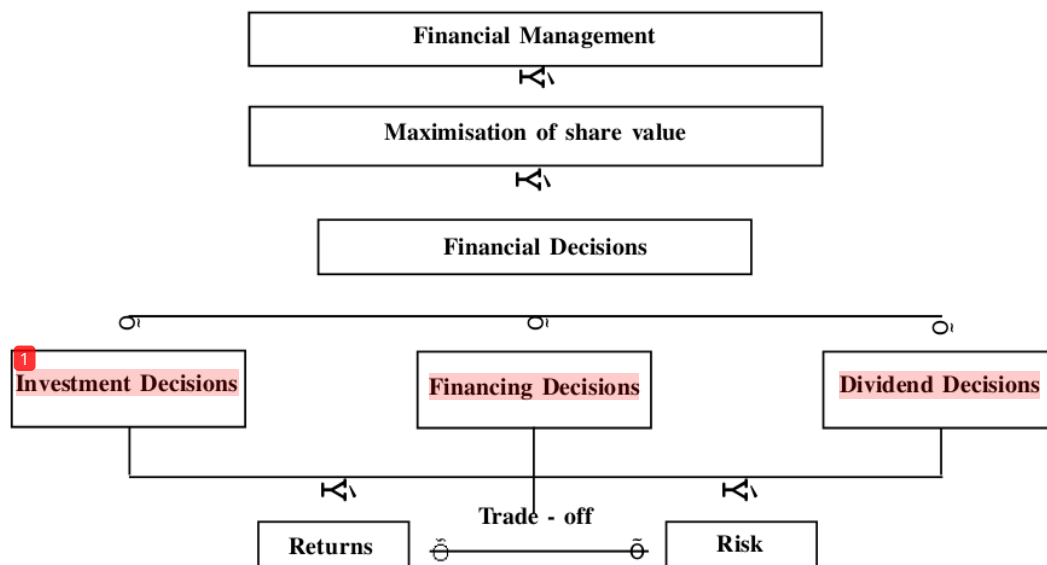 Financial Management
Maximisation of share value
Financial Decisions
1
Investment Decisions
Financing Decisions
Dividend Decisions
Trade - off
Returns
Risk